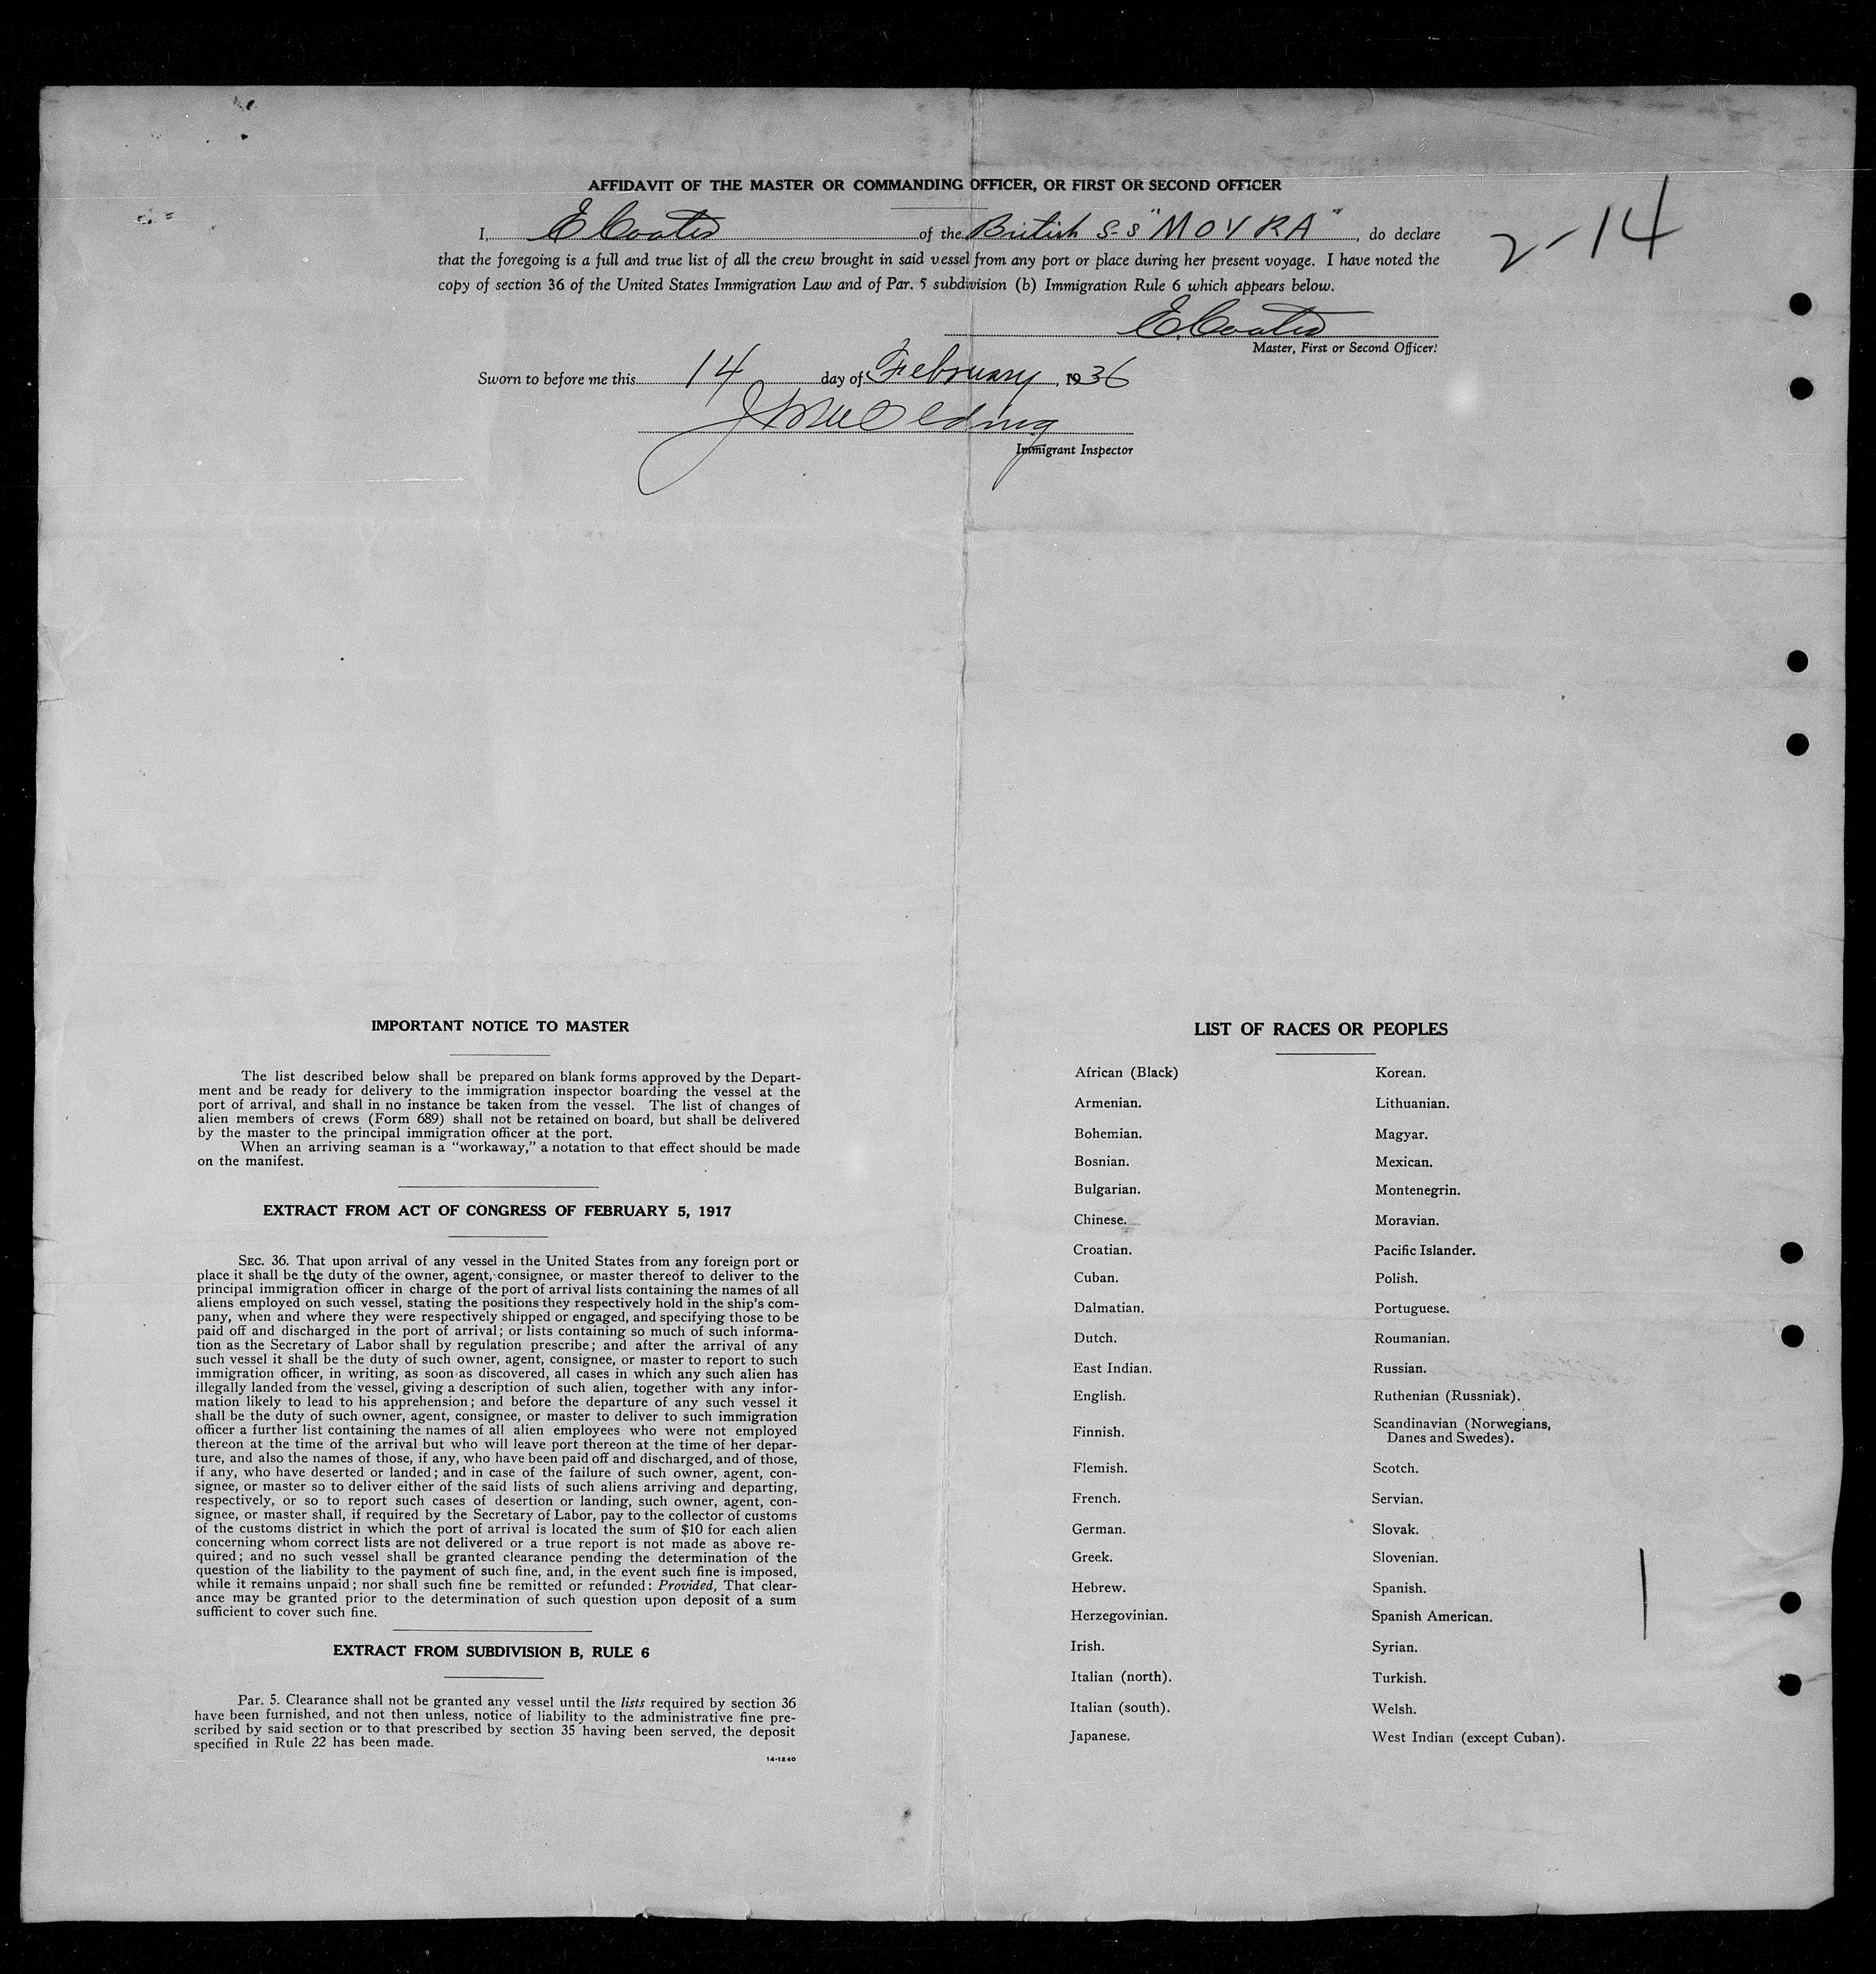 AFFIDAVIT OF THE MASTER OR COMMANDING OFFICER, OR FIRST OR SECOND OFFICER
I, E Coates of the British S-S "MOVRA", do declare
that the foregoing is a full and true list of all the crew brought in said vessel from any port or place during her present voyage. I have noted the
copy of section 36 of the United States Immigration Law and of Par. 5 subdivision (b) Immigration Rule 6 which appears below.
2-14
E. Coates
Master, First or Second Officer.
Sworn to before me this 14 day of February, 1936
Immigrant Inspector
IMPORTANT NOTICE TO MASTER
The list described below shall be prepared on blank forms approved by the Depart-
ment and be ready for delivery to the immigration inspector boarding the vessel at the
port of arrival, and shall in no instance be taken from the vessel. The list of changes of
alien members of crews (Form 689) shall not be retained on board, but shall be delivered
by the master to the principal immigration officer at the port.
When an arriving seaman is a "workaway," a notation to that effect should be made
on the manifest.
EXTRACT FROM ACT OF CONGRESS OF FEBRUARY 5, 1917
SEC. 36. That upon arrival of any vessel in the United States from any foreign port or
place it shall be the duty of the owner, agent, consignee, or master thereof to deliver to the
principal immigration officer in charge of the port of arrival lists containing the names of all
aliens employed on such vessel, stating the positions they respectively hold in the ship's com-
pany, when and where they were respectively shipped or engaged, and specifying those to be
paid off and discharged in the port of arrival; or lists containing so much of such informa-
tion as the Secretary of Labor shall by regulation prescribe; and after the arrival of any
such vessel it shall be the duty of such owner, agent, consignee, or master to report to such
immigration officer, in writing, as soon as discovered, all cases in which any such alien has
illegally landed from the vessel, giving a description of such alien, together with any infor-
mation likely to lead to his apprehension; and before the departure of any such vessel it
shall be the duty of such owner, agent, consignee, or master to deliver to such immigration
officer a further list containing the names of all alien employees who were not employed
thereon at the time of the arrival but who will leave port thereon at the time of her depar-
ture, and also the names of those, if any, who have been paid off and discharged, and of those,
if any, who have deserted or landed; and in case of the failure of such owner, agent, con-
signee, or master so to deliver either of the said lists of such aliens arriving and departing,
respectively, or so to report such cases of desertion or landing, such owner, agent, con-
signee, or master shall, if required by the Secretary of Labor, pay to the collector of customs
of the customs district in which the port of arrival is located the sum of $10 for each alien
concerning whom correct lists are not delivered or a true report is not made as above re-
quired; and no such vessel shall be granted clearance pending the determination of the
question of the liability to the payment of such fine, and, in the event such fine is imposed,
while it remains unpaid; nor shall such fine be remitted or refunded: Provided, That clear-
ance may be granted prior to the determination of such question upon deposit of a sum
sufficient to cover such fine.
EXTRACT FROM SUBDIVISION B, RULE 6
Par. 5. Clearance shall not be granted any vessel until the lists required by section 36
have been furnished, and not then unless, notice of liability to the administrative fine pre-
scribed by said section or to that prescribed by section 35 having been served, the deposit
specified in Rule 22 has been made.
14-1240
LIST OF RACES OR PEOPLES
African (Black)
Armenian.
Bohemian.
Bosnian.
Bulgarian.
Chinese.
Croatian.
Cuban.
Dalmatian.
Dutch.
East Indian.
English.
Finnish.
Flemish.
French.
German.
Greek.
Hebrew.
Herzegovinian.
Irish.
Italian (north).
Italian (south).
Japanese.
Korean.
Lithuanian.
Magyar.
Mexican.
Montenegrin.
Moravian.
Pacific Islander.
Polish.
Portuguese.
Roumanian.
Russian.
Ruthenian (Russniak).
Scandinavian (Norwegians,
Danes and Swedes).
Scotch.
Servian.
Slovak.
Slovenian.
Spanish.
Spanish American.
Syrian.
Turkish.
Welsh.
West Indian (except Cuban).